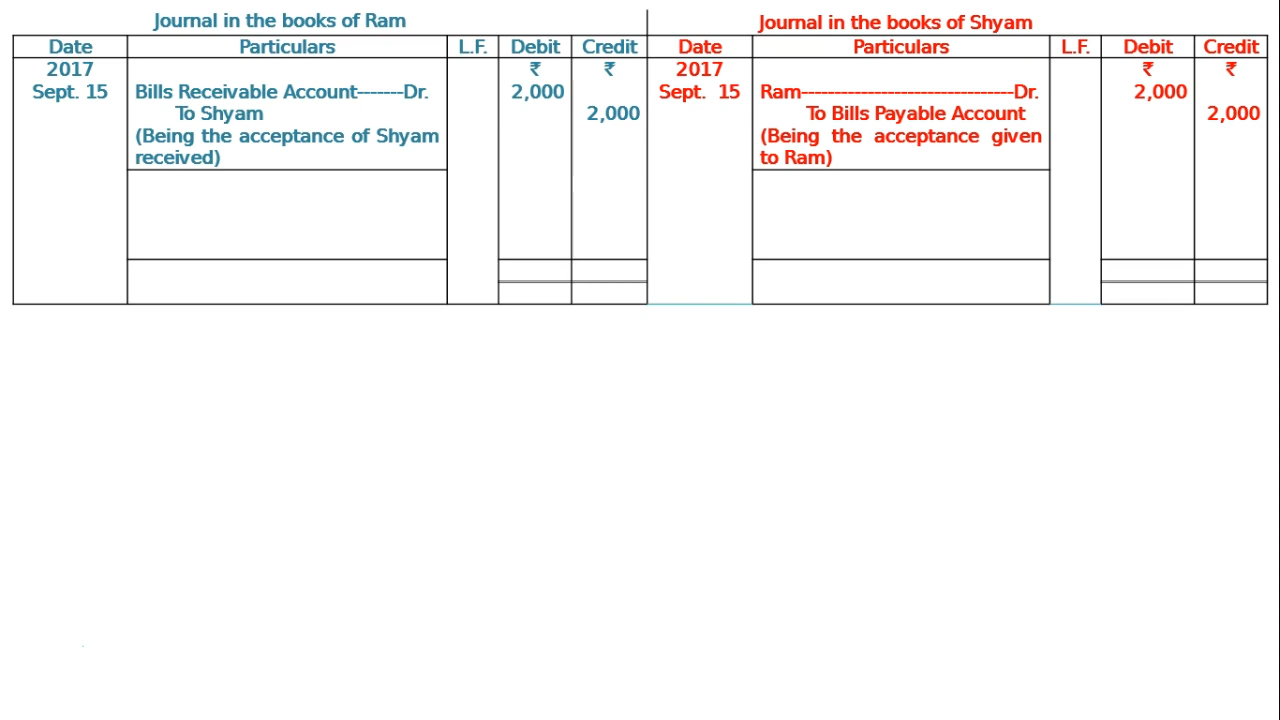 Journal in the books of Ram
Date Particulars L.F. Debit Credit
2017 ₹ ₹
Sept. 15 Bills Receivable Account-------Dr. 2,000
To Shyam 2,000
(Being the acceptance of Shyam
received)
Journal in the books of Shyam
Date Particulars L.F. Debit Credit
2017 ₹ ₹
Sept. 15 Ram--------------------------------Dr. 2,000
To Bills Payable Account 2,000
(Being the acceptance given
to Ram)